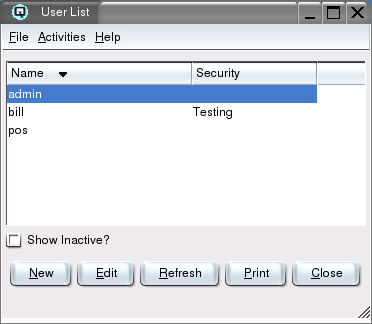 User List
File Activities Help
Name Security
admin
bill Testing
pos
Show Inactive?
New Edit Refresh Print Close